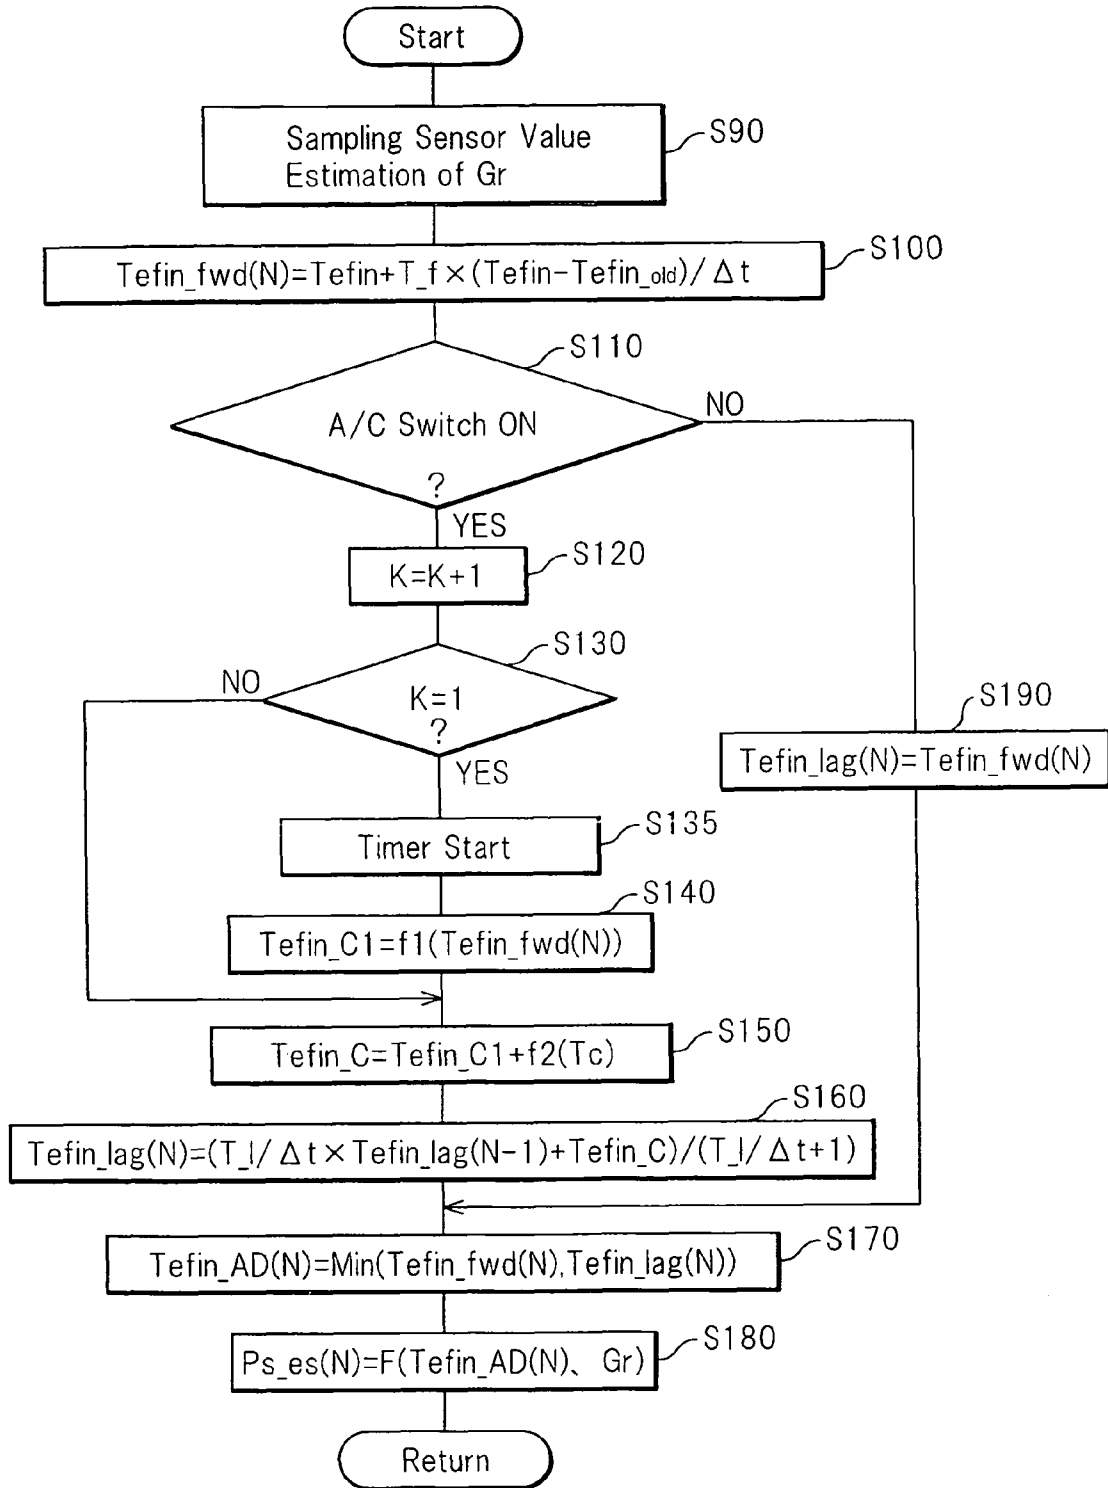 Start
Sampling Sensor Value
Estimation of Gr
S90
Tefin_fwd(N)=Tefin+T_f×(Tefin-Tefin_old)/Δt
S100
A/C Switch ON
?
S110
NO
YES
K=K+1
S120
K=1
?
S130
NO
YES
Tefin_lag(N)=Tefin_fwd(N)
S190
Timer Start
S135
Tefin_C1=f1(Tefin_fwd(N))
S140
Tefin_C=Tefin_C1+f2(Tc)
S150
Tefin_lag(N)=(T_l/Δt×Tefin_lag(N-1)+Tefin_C)/(T_l/Δt+1)
S160
Tefin_AD(N)=Min(Tefin_fwd(N),Tefin_lag(N))
S170
Ps_es(N)=F(Tefin_AD(N)、Gr)
S180
Return